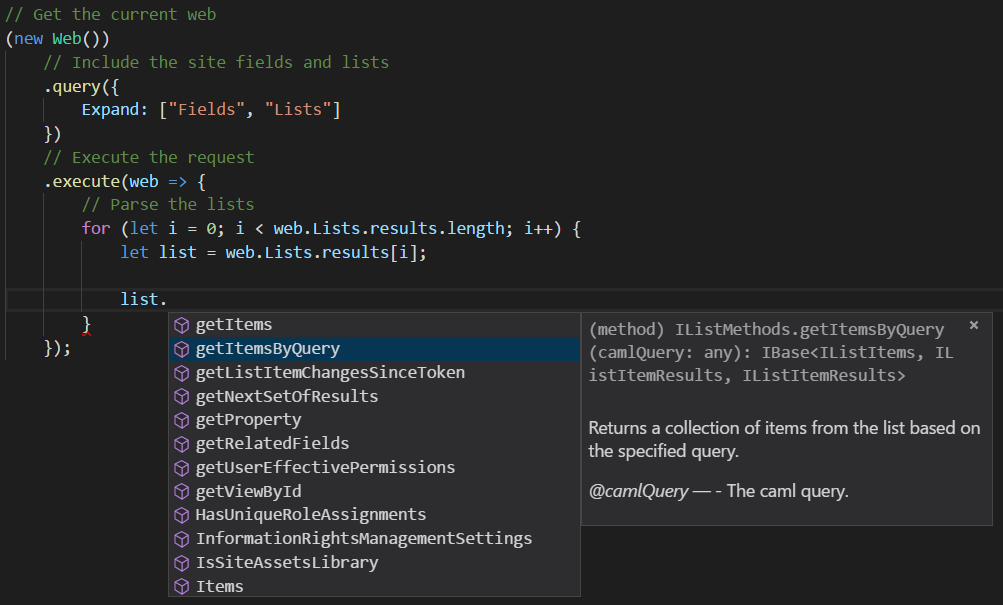 // Get the current web
(new Web())
// Include the site fields and lists
.query({
Expand: ["Fields", "Lists"]
})
// Execute the request
.execute(web => {
// Parse the lists
for (let i = 0; i < web.Lists.results.length; i++) {
let list = web.Lists.results[i];
list.
}
});
getItems
getItemsByQuery
getListItemChangesSinceToken
getNextSetOfResults
getProperty
getRelatedFields
getUserEffectivePermissions
getViewById
HasUniqueRoleAssignments
InformationRightsManagementSettings
IsSiteAssetsLibrary
Items
(method) IListMethods.getItemsByQuery
(camlQuery: any): IBase<IListItems, IL
istItemResults, IListItemResults>
Returns a collection of items from the list based on
the specified query.
@camlQuery — - The caml query.